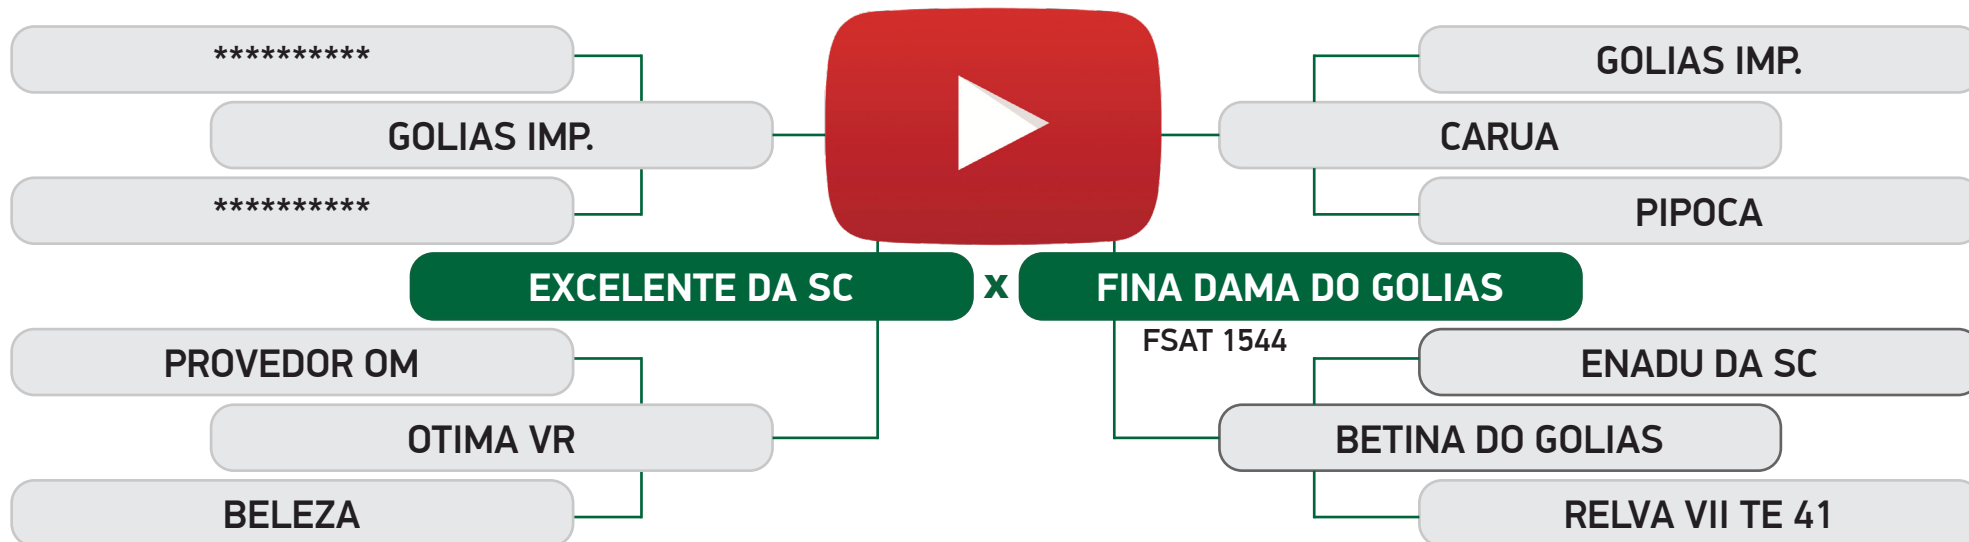 **********
GOLIAS IMP.
**********
GOLIAS IMP.
CARUA
PIPOCA
EXCELENTE DA SC
x
FINA DAMA DO GOLIAS
FSAT 1544
PROVEDOR OM
OTIMA VR
BELEZA
ENADU DA SC
BETINA DO GOLIAS
RELVA VII TE 41